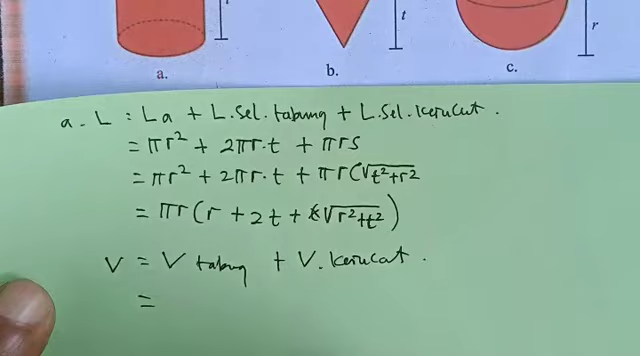 t
t
r
a.
b.
c.
a. L = La + L.sel.tabung + L.sel.kerucut.
= πr² + 2πr.t + πrs
= πr² + 2πr.t + πr(√t²+r²
= πr(r + 2t + √r²+t²)
V = V tabung + V.kerucut.
=